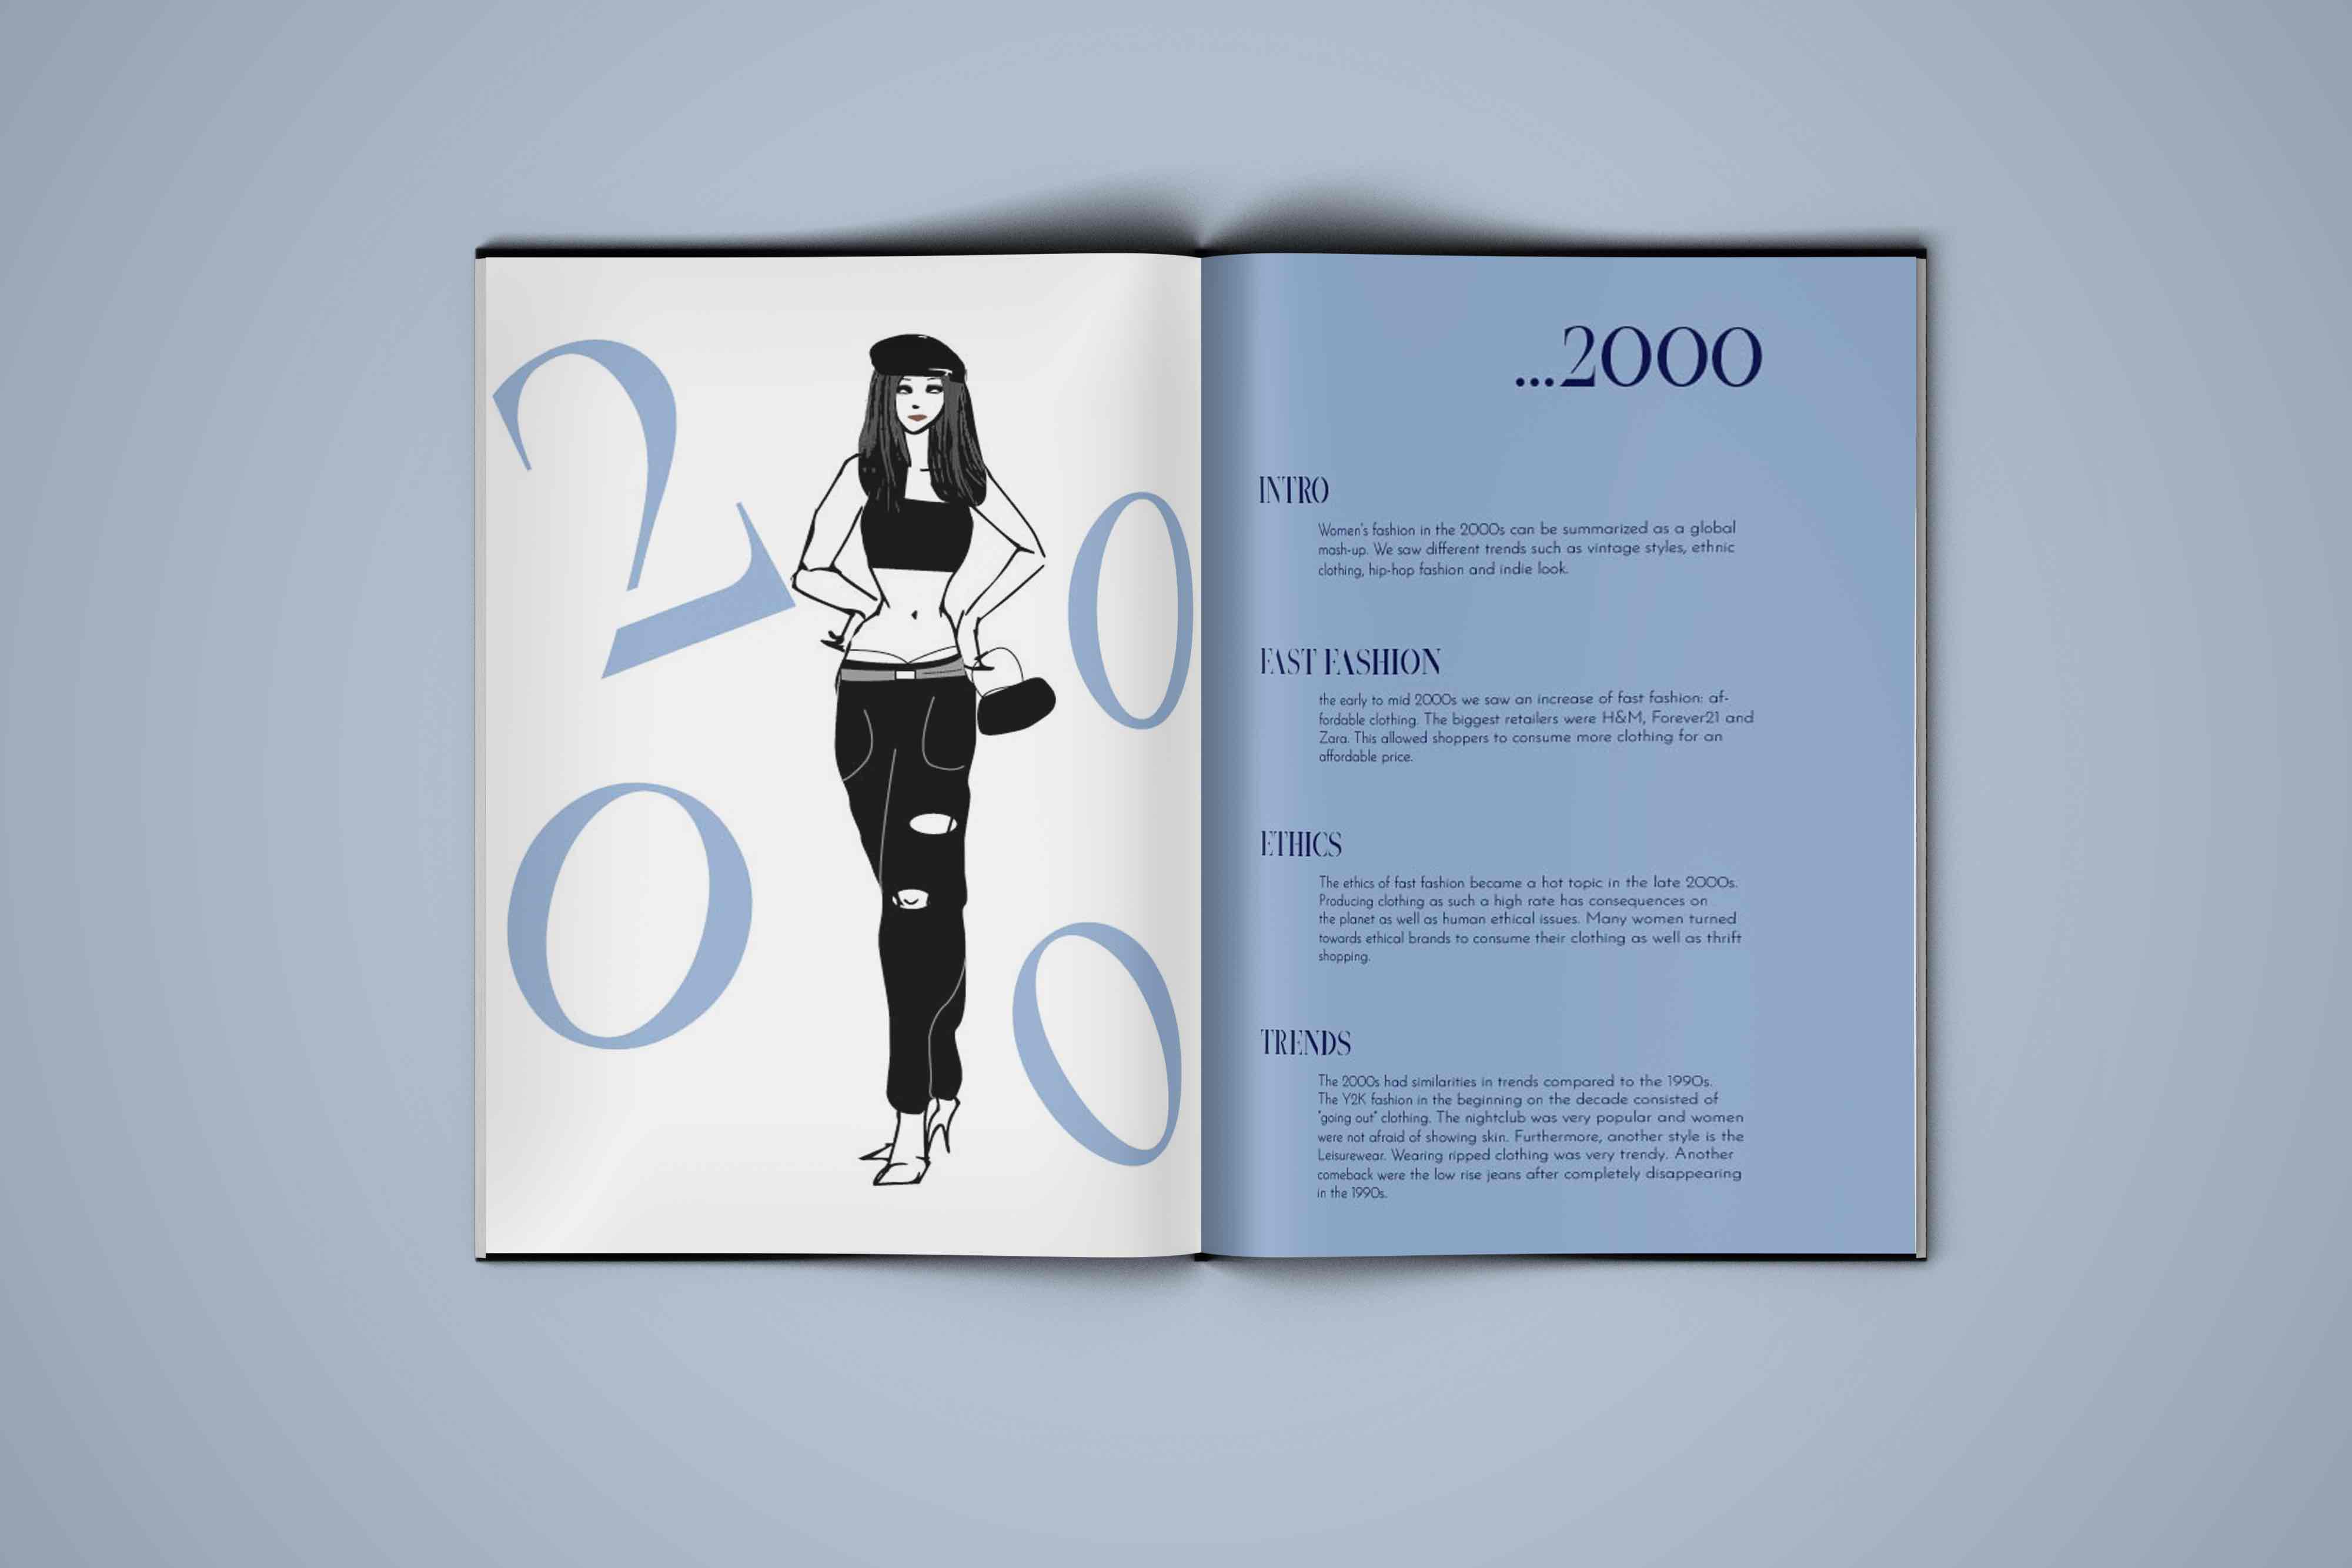 2
0
0
0
...2000
INTRO
Women's fashion in the 2000s can be summarized as a global
mash-up. We saw different trends such as vintage styles, ethnic
clothing, hip-hop fashion and indie look.
FAST FASHION
the early to mid 2000s we saw an increase of fast fashion: af-
fordable clothing. The biggest retailers were H&M, Forever21 and
Zara. This allowed shoppers to consume more clothing for an
affordable price.
ETHICS
The ethics of fast fashion became a hot topic in the late 2000s.
Producing clothing as such a high rate has consequences on
the planet as well as human ethical issues. Many women turned
towards ethical brands to consume their clothing as well as thrift
shopping.
TRENDS
The 2000s had similarities in trends compared to the 1990s.
The Y2K fashion in the beginning on the decade consisted of
"going out" clothing. The nightclub was very popular and women
were not afraid of showing skin. Furthermore, another style is the
Leisurewear. Wearing ripped clothing was very trendy. Another
comeback were the low rise jeans after completely disappearing
in the 1990s.